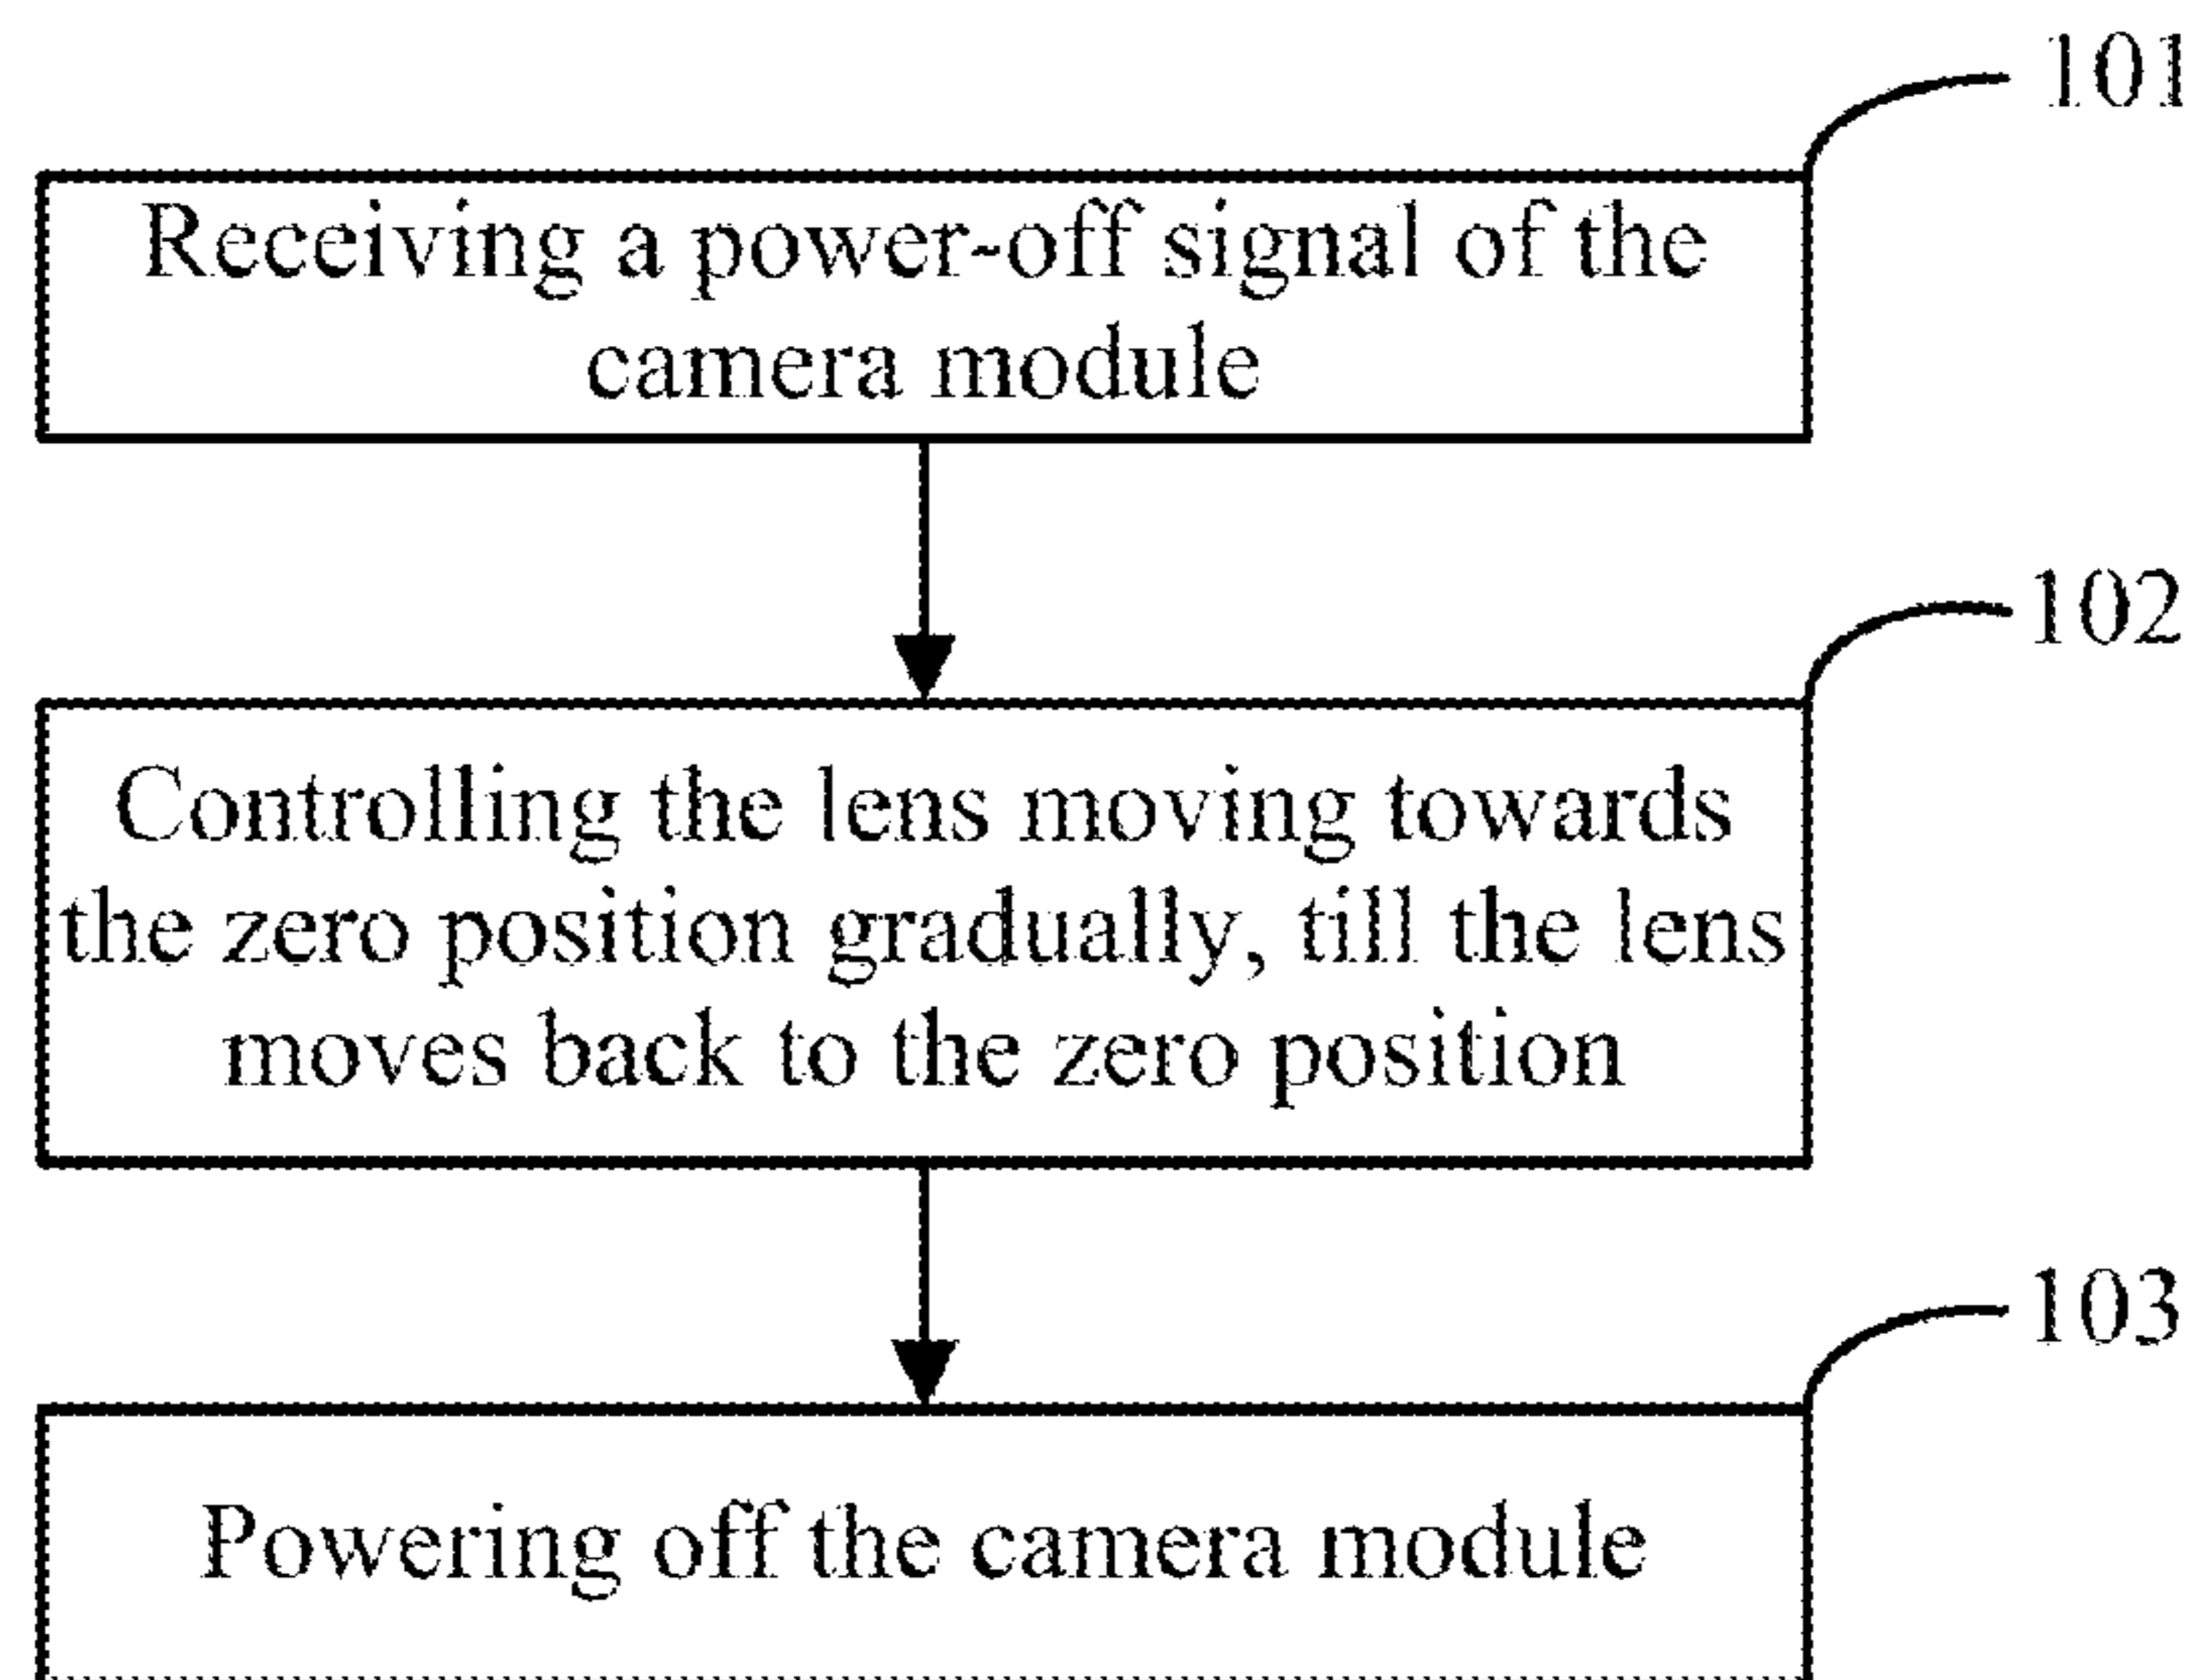 101
Receiving a power-off signal of the
camera module
102
Controlling the lens moving towards
the zero position gradually, till the lens
moves back to the zero position
103
Powering off the camera module